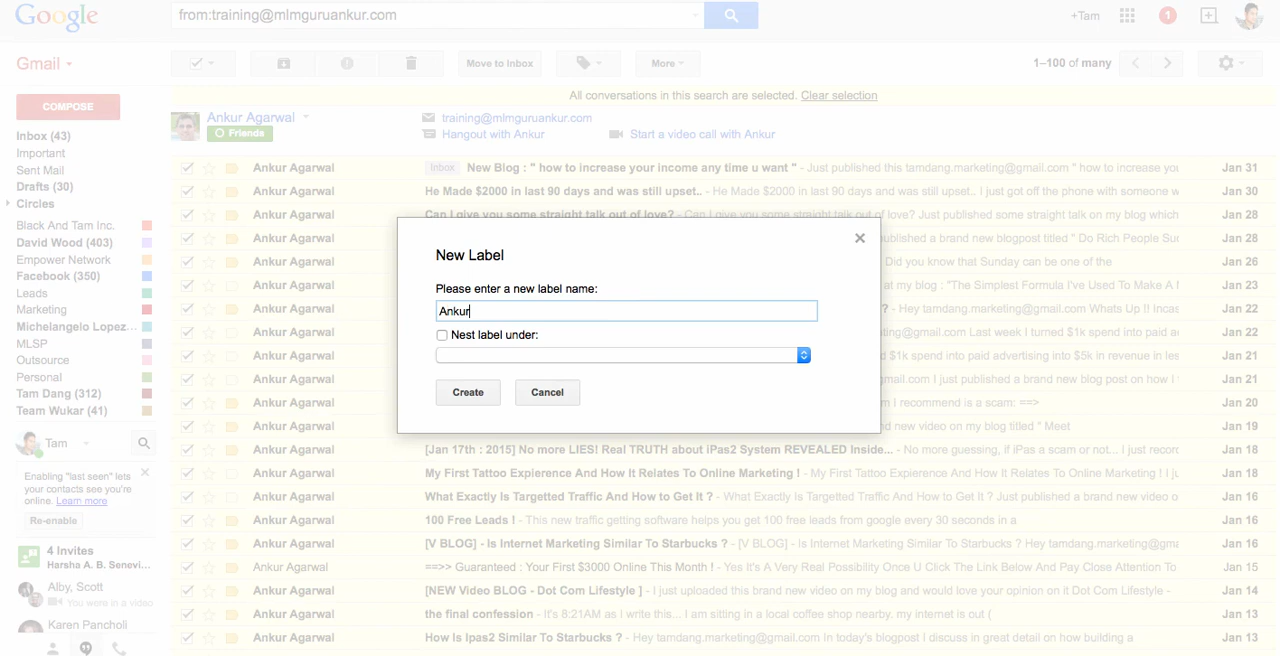 Google
from:training@mlmguruankur.com
+Tam
1
Gmail
Move to Inbox
More
1–100 of many
COMPOSE
All conversations in this search are selected. Clear selection
Inbox (43)
Important
Sent Mail
Drafts (30)
Circles
Black And Tam Inc.
David Wood (403)
Empower Network
Facebook (350)
Leads
Marketing
Michelangelo Lopez...
MLSP
Outsource
Personal
Tam Dang (312)
Team Wukar (41)
Tam
Enabling "last seen" lets
your contacts see you're
online. Learn more
Re-enable
4 Invites
Harsha A. B. Senevi...
Alby, Scott
You were in a video
Karen Pancholi
Ankur Agarwal
Friends
training@mlmguruankur.com
Hangout with Ankur
Start a video call with Ankur
Ankur Agarwal Inbox New Blog : " how to increase your income any time u want " - Just published this tamdang.marketing@gmail.com " how to increase you Jan 31
Ankur Agarwal He Made $2000 in last 90 days and was still upset.. - He Made $2000 in last 90 days and was still upset.. I just got off the phone with someone w Jan 30
Ankur Agarwal Can I give you some straight talk out of love? - Can I give you some straight talk out of love? Just published some straight talk on my blog which Jan 28
Ankur Agarwal published a brand new blogpost titled " Do Rich People Suc Jan 28
Ankur Agarwal Did you know that Sunday can be one of the Jan 26
Ankur Agarwal at my blog : "The Simplest Formula I've Used To Make A M Jan 23
Ankur Agarwal ? - Hey tamdang.marketing@gmail.com Whats Up !! Incas Jan 22
Ankur Agarwal eting@gmail.com Last week I turned $1k spend into paid a Jan 22
Ankur Agarwal d $1k spend into paid advertising into $5k in revenue in les Jan 21
Ankur Agarwal g@gmail.com I just published a brand new blog post on how I Jan 21
Ankur Agarwal m I recommend is a scam: ==> Jan 20
Ankur Agarwal nd new video on my blog titled " Meet Jan 19
Ankur Agarwal [Jan 17th : 2015] No more LIES! Real TRUTH about iPas2 System REVEALED Inside... - No more guessing, if iPas a scam or not... I just recor Jan 18
Ankur Agarwal My First Tattoo Expierence And How It Relates To Online Marketing ! - My First Tattoo Expierence And How It Relates To Online Marketing ! I ju Jan 18
Ankur Agarwal What Exactly Is Targetted Traffic And How to Get It ? - What Exactly Is Targetted Traffic And How to Get It ? Just published a brand new video o Jan 16
Ankur Agarwal 100 Free Leads ! - This new traffic getting software helps you get 100 free leads from google every 30 seconds in a Jan 16
Ankur Agarwal [V BLOG] - Is Internet Marketing Similar To Starbucks ? - [V BLOG] - Is Internet Marketing Similar To Starbucks ? Hey tamdang.marketing@gma Jan 16
Ankur Agarwal ==>> Guaranteed : Your First $3000 Online This Month ! - Yes It's A Very Real Possibility Once U Click The Link Below And Pay Close Attention To Jan 15
Ankur Agarwal [NEW Video BLOG - Dot Com Lifestyle ] - I just uploaded this brand new video on my blog and would love your opinion on it Dot Com Lifestyle - Jan 14
Ankur Agarwal the final confession - It's 8:21AM as I write this... I am sitting in a local coffee shop nearby. my internet is out ( Jan 13
Ankur Agarwal How Is Ipas2 Similar To Starbucks ? - Hey tamdang.marketing@gmail.com In today's blogpost I discuss in great detail on how building a Jan 13
New Label
Please enter a new label name:
Ankur
Nest label under:
Create
Cancel